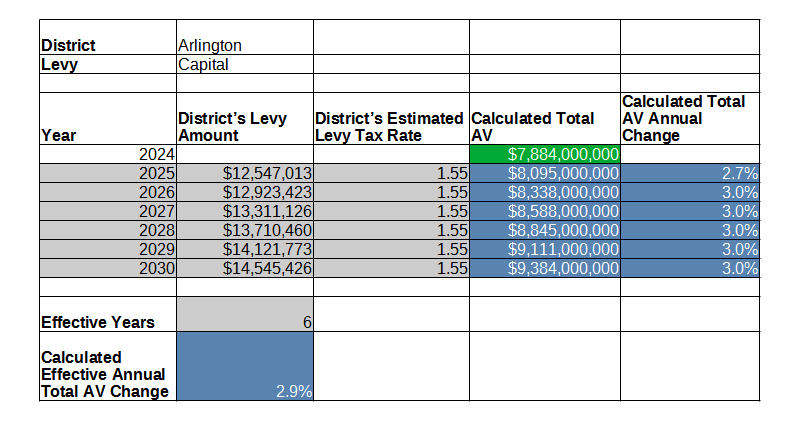 District Arlington
Levy Capital
Year District's Levy Amount District's Estimated Levy Tax Rate Calculated Total AV Calculated Total AV Annual Change
2024 $7,884,000,000
2025 $12,547,013 1.55 $8,095,000,000 2.7%
2026 $12,923,423 1.55 $8,338,000,000 3.0%
2027 $13,311,126 1.55 $8,588,000,000 3.0%
2028 $13,710,460 1.55 $8,845,000,000 3.0%
2029 $14,121,773 1.55 $9,111,000,000 3.0%
2030 $14,545,426 1.55 $9,384,000,000 3.0%
Effective Years 6
Calculated Effective Annual Total AV Change 2.9%